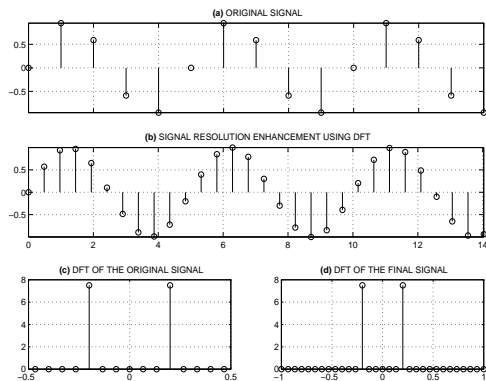 (a) ORIGINAL SIGNAL
0.5
0
−0.5
0 2 4 6 8 10 12 14
(b) SIGNAL RESOLUTION ENHANCEMENT USING DFT
0.5
0
−0.5
0 2 4 6 8 10 12 14
(c) DFT OF THE ORIGINAL SIGNAL
8
6
4
2
0
−0.5 0 0.5
(d) DFT OF THE FINAL SIGNAL
8
6
4
2
0
−1 −0.5 0 0.5 1